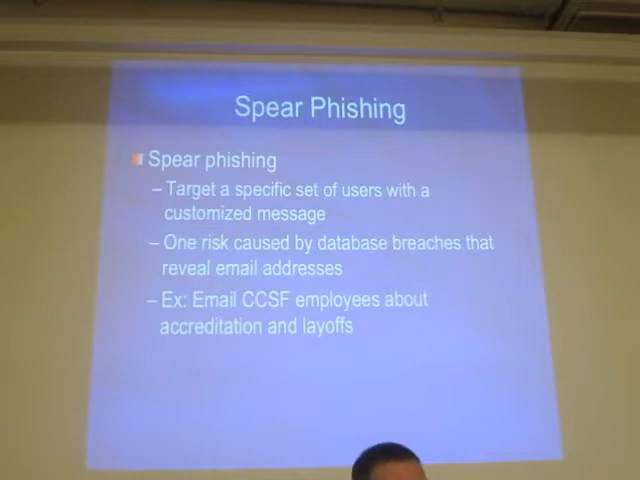 Spear Phishing
Spear phishing
– Target a specific set of users with a
customized message
– One risk caused by database breaches that
reveal email addresses
– Ex: Email CCSF employees about
accreditation and layoffs